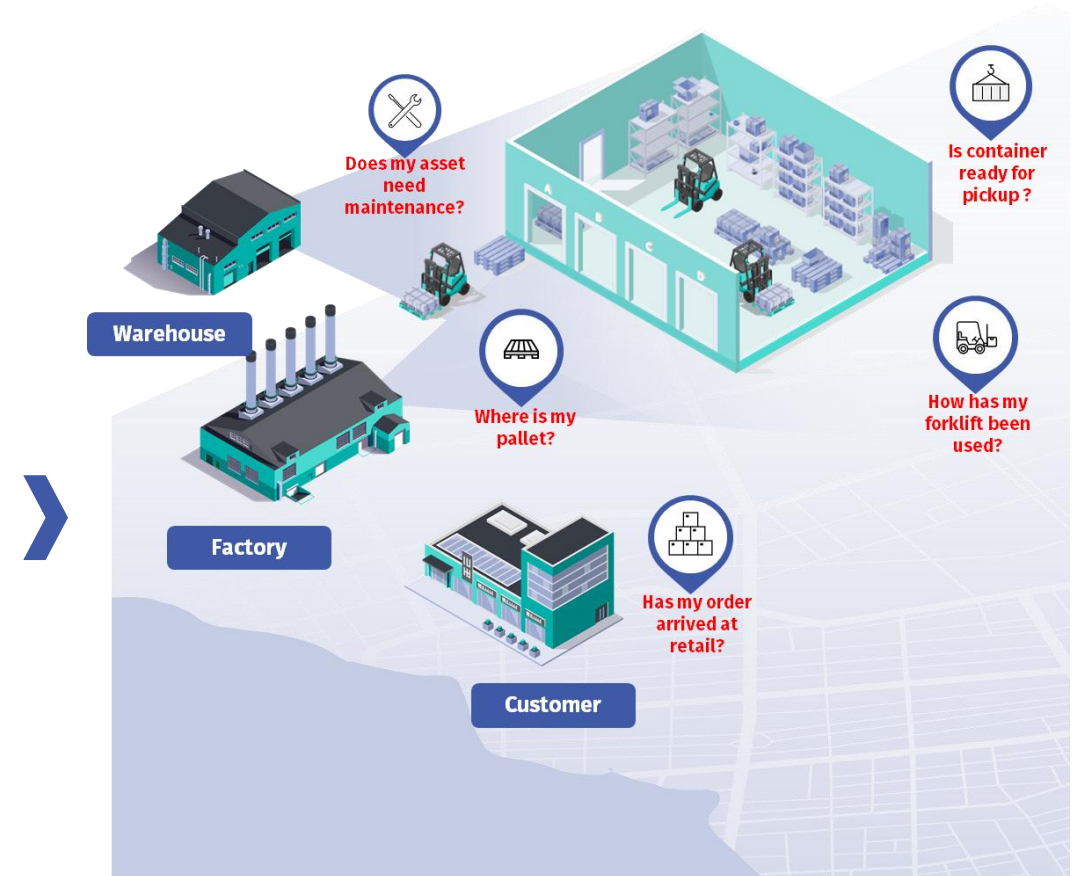 Does my asset
need
maintenance?
Is container
ready for
pickup ?
A
B
C
D
Warehouse
Where is my
pallet?
How has my
forklift been
used?
Factory
Has my order
arrived at
retail?
Customer